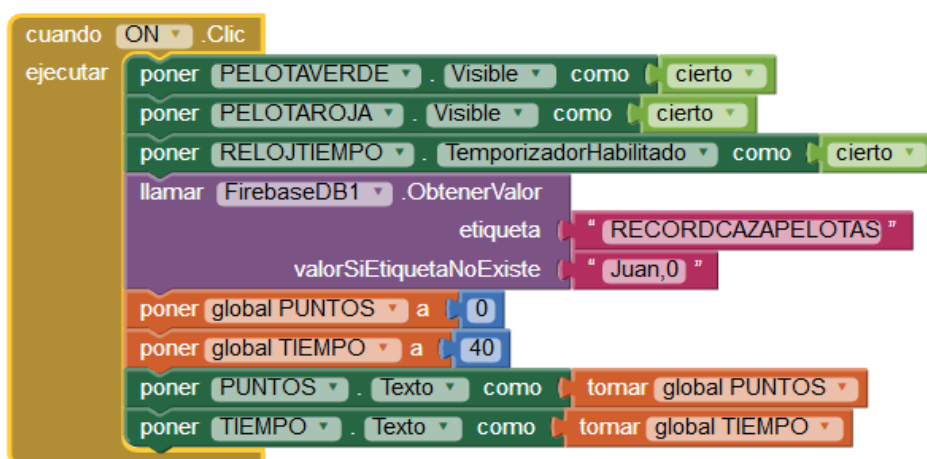 cuando ON .Clic
ejecutar poner PELOTAVERDE . Visible como cierto
poner PELOTAROJA . Visible como cierto
poner RELOJTIEMPO . TemporizadorHabilitado como cierto
llamar FirebaseDB1 .ObtenerValor
etiqueta " RECORDCAZAPELOTAS "
valorSiEtiquetaNoExiste " Juan,0 "
poner global PUNTOS a 0
poner global TIEMPO a 40
poner PUNTOS . Texto como tomar global PUNTOS
poner TIEMPO . Texto como tomar global TIEMPO